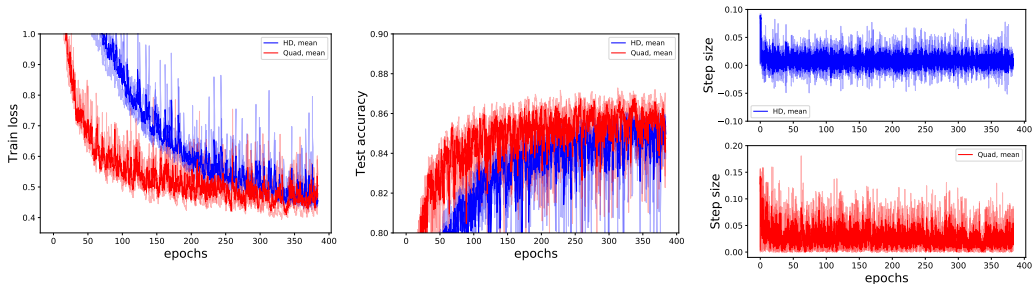 1.0
0.9
0.8
0.7
0.6
0.5
0.4
Train loss
0 50 100 150 200 250 300 350 400
epochs
HD, mean
Quad, mean
0.90
0.88
0.86
0.84
0.82
0.80
Test accuracy
0 50 100 150 200 250 300 350 400
epochs
HD, mean
Quad, mean
0.10
0.05
0.00
−0.05
−0.10
Step size
HD, mean
0 50 100 150 200 250 300 350 400
0.20
0.15
0.10
0.05
0.00
Step size
Quad, mean
0 50 100 150 200 250 300 350 400
epochs